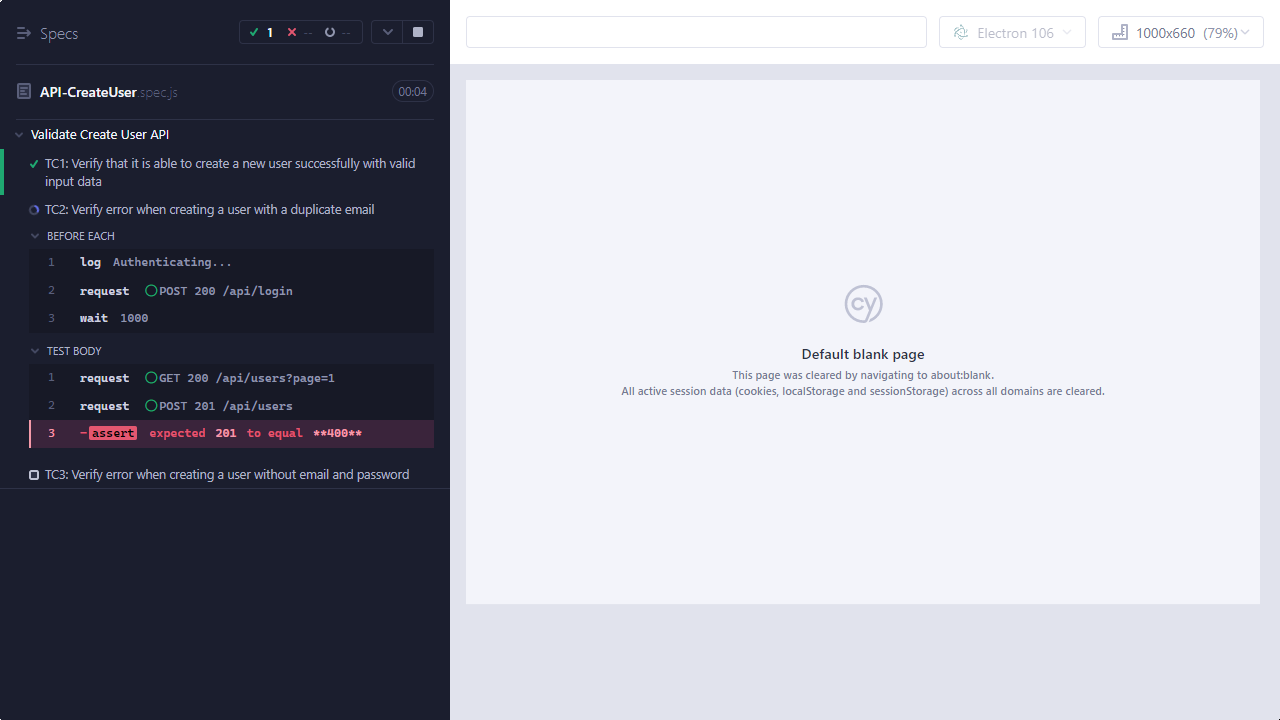 Specs
1
--
--
Electron 106
1000x660 (79%)
API-CreateUser.spec.js
00:04
Validate Create User API
TC1: Verify that it is able to create a new user successfully with valid
input data
TC2: Verify error when creating a user with a duplicate email
BEFORE EACH
1 log Authenticating...
2 request POST 200 /api/login
3 wait 1000
TEST BODY
1 request GET 200 /api/users?page=1
2 request POST 201 /api/users
3 -assert expected 201 to equal **400**
TC3: Verify error when creating a user without email and password
cy
Default blank page
This page was cleared by navigating to about:blank.
All active session data (cookies, localStorage and sessionStorage) across all domains are cleared.